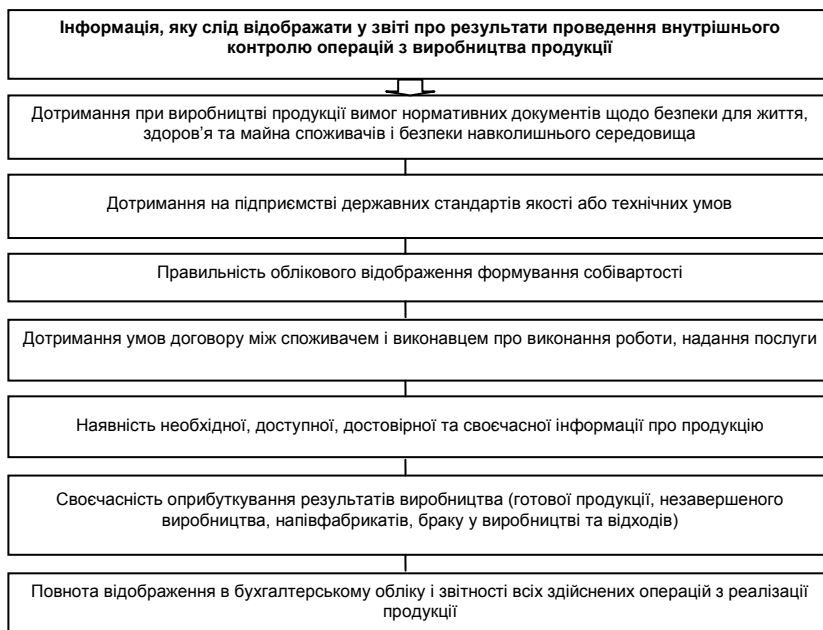 Інформація, яку слід відображати у звіті про результати проведення внутрішнього
контролю операцій з виробництва продукції
Дотримання при виробництві продукції вимог нормативних документів щодо безпеки для життя,
здоров’я та майна споживачів і безпеки навколишнього середовища
Дотримання на підприємстві державних стандартів якості або технічних умов
Правильність облікового відображення формування собівартості
Дотримання умов договору між споживачем і виконавцем про виконання роботи, надання послуги
Наявність необхідної, доступної, достовірної та своєчасної інформації про продукцію
Своєчасність оприбуткування результатів виробництва (готової продукції, незавершеного
виробництва, напівфабрикатів, браку у виробництві та відходів)
Повнота відображення в бухгалтерському обліку і звітності всіх здійснених операцій з реалізації
продукції